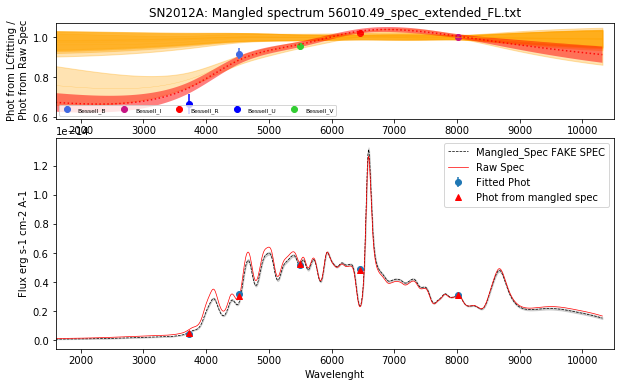 SN2012A: Mangled spectrum 56010.49_spec_extended_FL.txt
Phot from LCfitting /
Phot from Raw Spec
1.0
0.8
0.6
Bessell_B
Bessell_I
Bessell_R
Bessell_U
Bessell_V
2000 3000 4000 5000 6000 7000 8000 9000 10000
1e−14
Flux erg s-1 cm-2 A-1
1.2
1.0
0.8
0.6
0.4
0.2
0.0
Mangled_Spec FAKE SPEC
Raw Spec
Fitted Phot
Phot from mangled spec
2000 3000 4000 5000 6000 7000 8000 9000 10000
Wavelenght